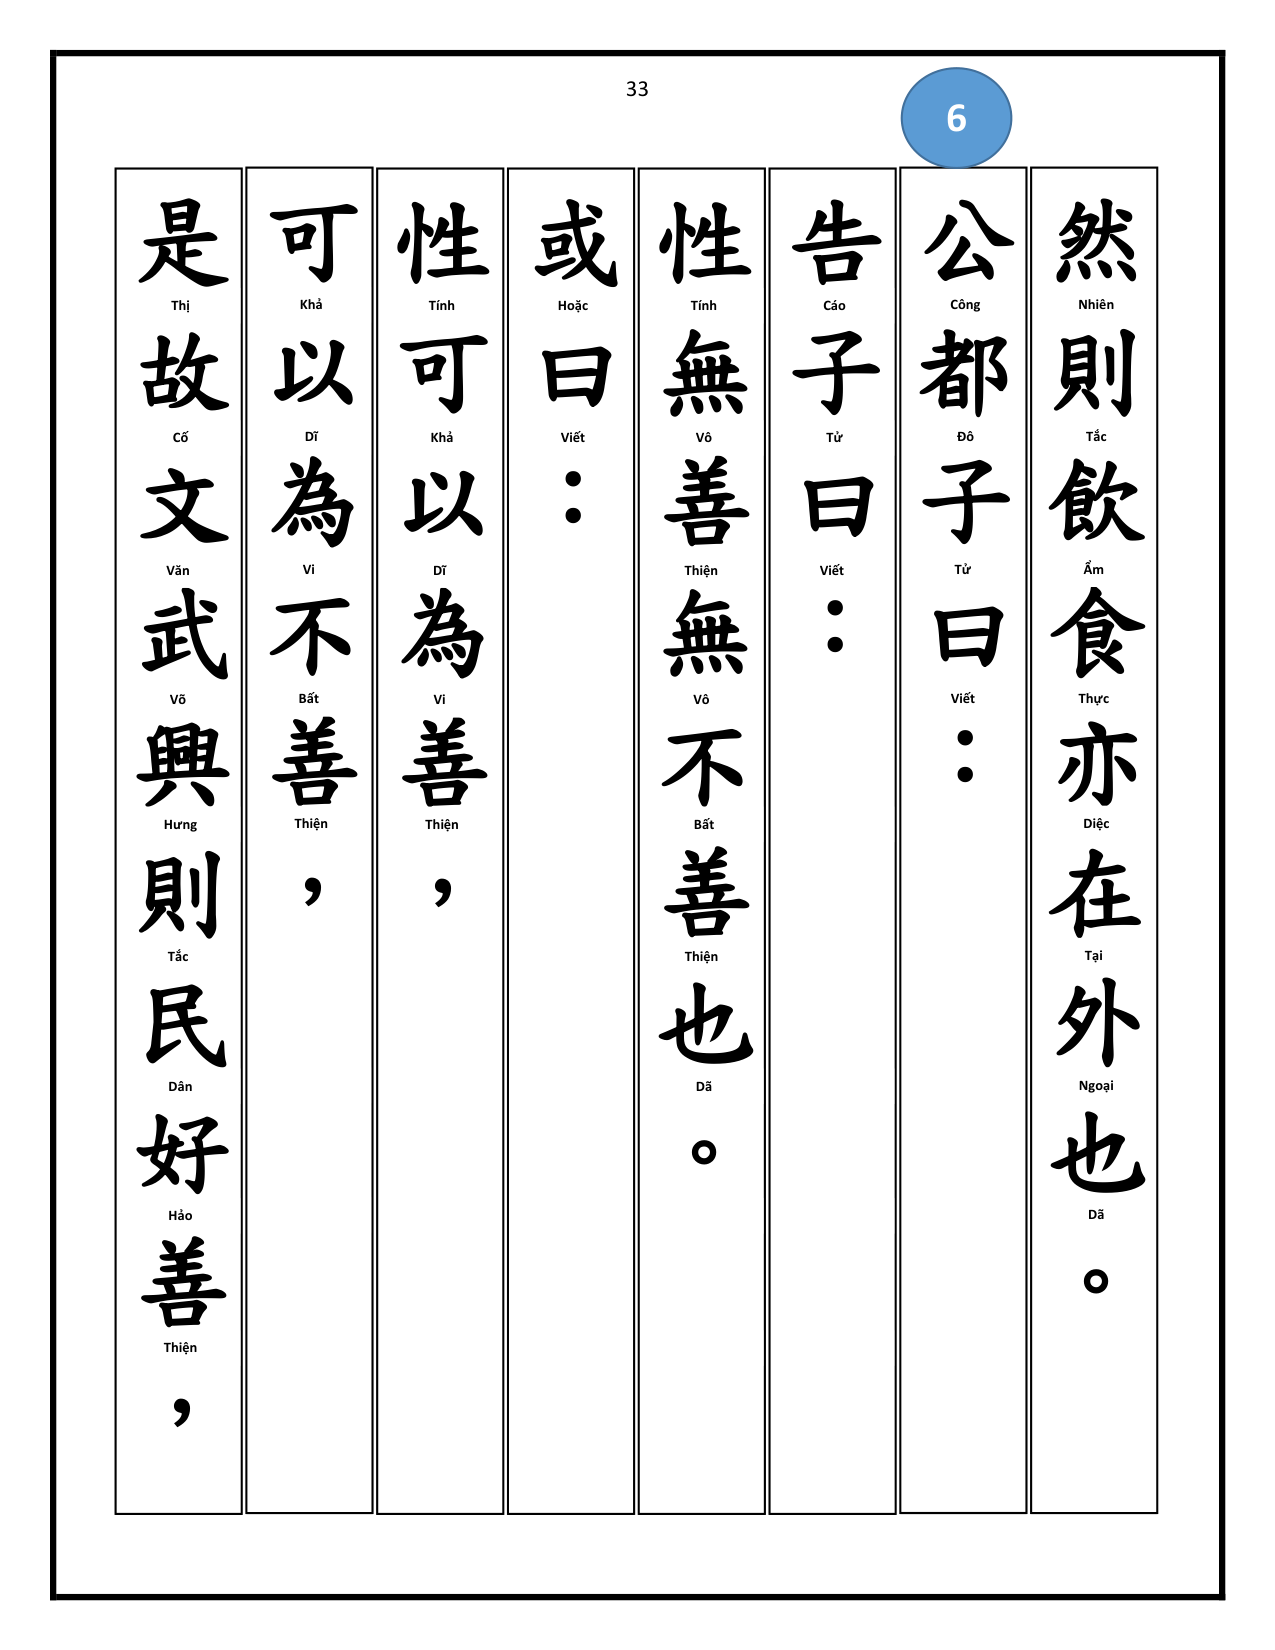 33
6
然則飲食亦在外也。
Nhiên Tắc Ẩm Thực Diệc Tại Ngoại Dã
公都子曰：
Công Đô Tử Viết
告子曰：
Cáo Tử Viết
性無善無不善也。
Tính Vô Thiện Vô Bất Thiện Dã
或曰：
Hoặc Viết
性可以為善，
Tính Khả Dĩ Vi Thiện
可以為不善，
Khả Dĩ Vi Bất Thiện
是故文武興則民好善，
Thị Cố Văn Võ Hưng Tắc Dân Hảo Thiện